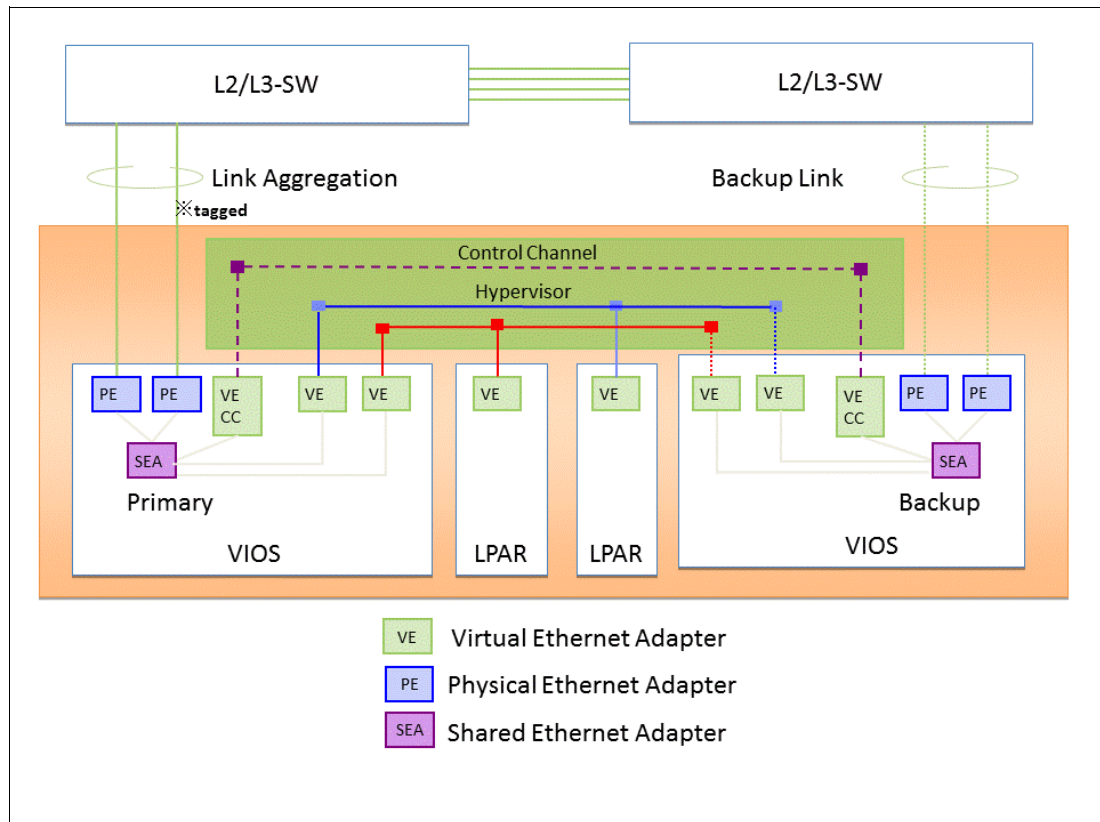 L2/L3-SW
L2/L3-SW
Link Aggregation
Backup Link
※tagged
Control Channel
Hypervisor
PE
PE
VE
CC
VE
VE
VE
VE
VE
VE
VE
CC
PE
PE
SEA
SEA
Primary
Backup
VIOS
LPAR
LPAR
VIOS
VE
Virtual Ethernet Adapter
PE
Physical Ethernet Adapter
SEA
Shared Ethernet Adapter